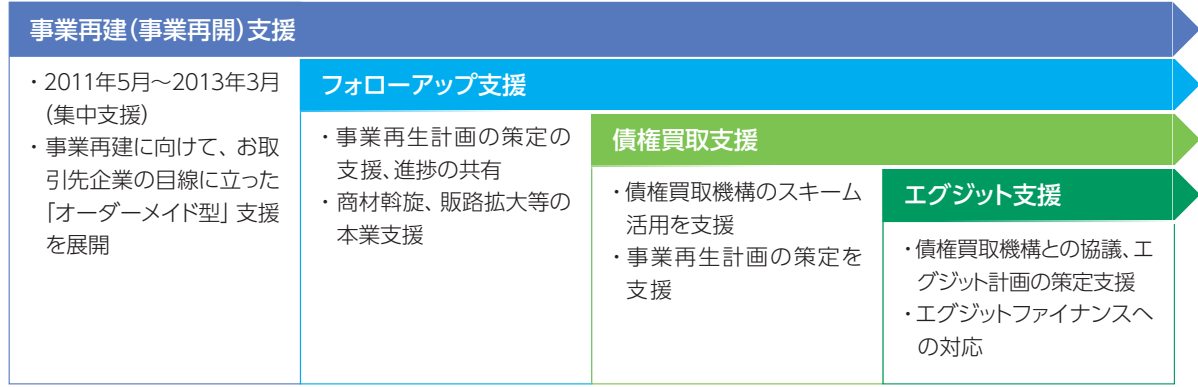 事業再建(事業再開)支援
・2011年5月～2013年3月
(集中支援)
・事業再建に向けて、お取
引先企業の目線に立った
「オーダーメイド型」支援
を展開
フォローアップ支援
・事業再生計画の策定の
支援、進捗の共有
・商材斡旋、販路拡大等の
本業支援
債権買取支援
・債権買取機構のスキーム
活用を支援
・事業再生計画の策定を
支援
エグジット支援
・債権買取機構との協議、エ
グジット計画の策定支援
・エグジットファイナンスへ
の対応